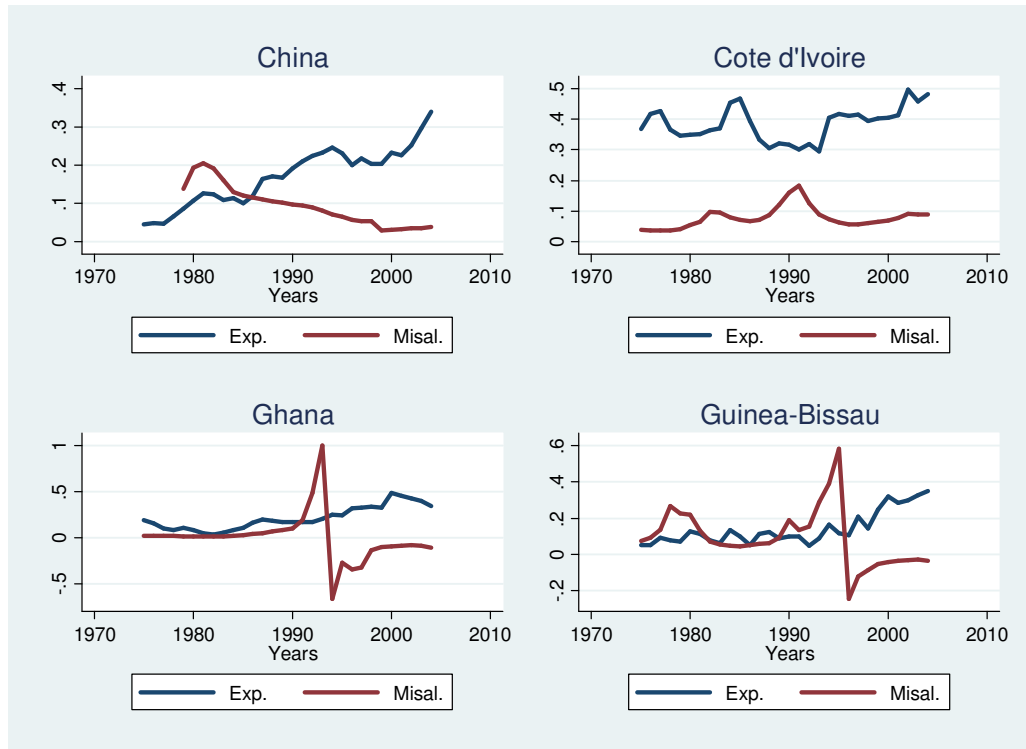 China
.4
.3
.2
.1
0
1970 1980 1990 2000 2010
Years
Exp. Misal.
Cote d'Ivoire
.5
.4
.3
.2
.1
0
1970 1980 1990 2000 2010
Years
Exp. Misal.
Ghana
1
.5
0
-.5
1970 1980 1990 2000 2010
Years
Exp. Misal.
Guinea-Bissau
.6
.4
.2
0
-.2
1970 1980 1990 2000 2010
Years
Exp. Misal.